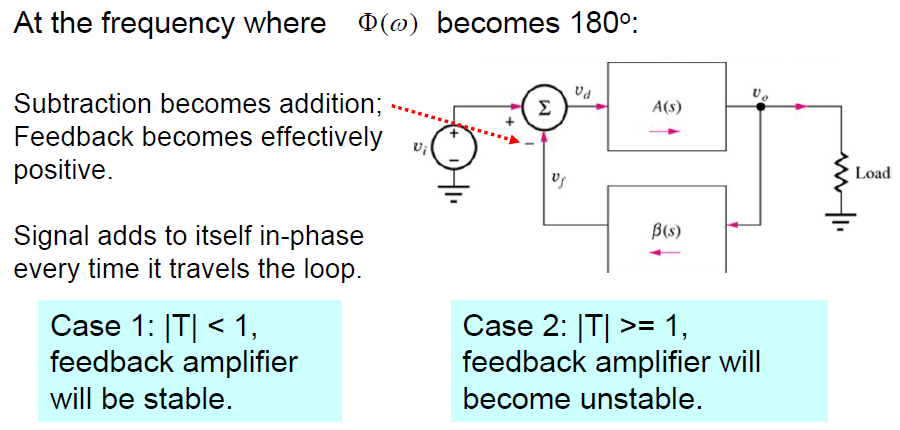 At the frequency where Φ(ω) becomes 180º:
Subtraction becomes addition;
Feedback becomes effectively
positive.
Signal adds to itself in-phase
every time it travels the loop.
v_i
+
−
+
−
Σ
v_d
A(s)
v_o
v_f
β(s)
Load
Case 1: |T| < 1,
feedback amplifier
will be stable.
Case 2: |T| >= 1,
feedback amplifier will
become unstable.